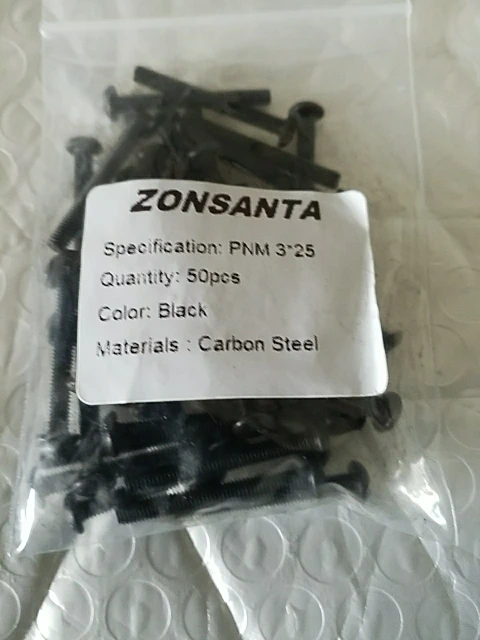 ZONSANTA
Specification: PNM 3*25
Quantity: 50pcs
Color: Black
Materials : Carbon Steel